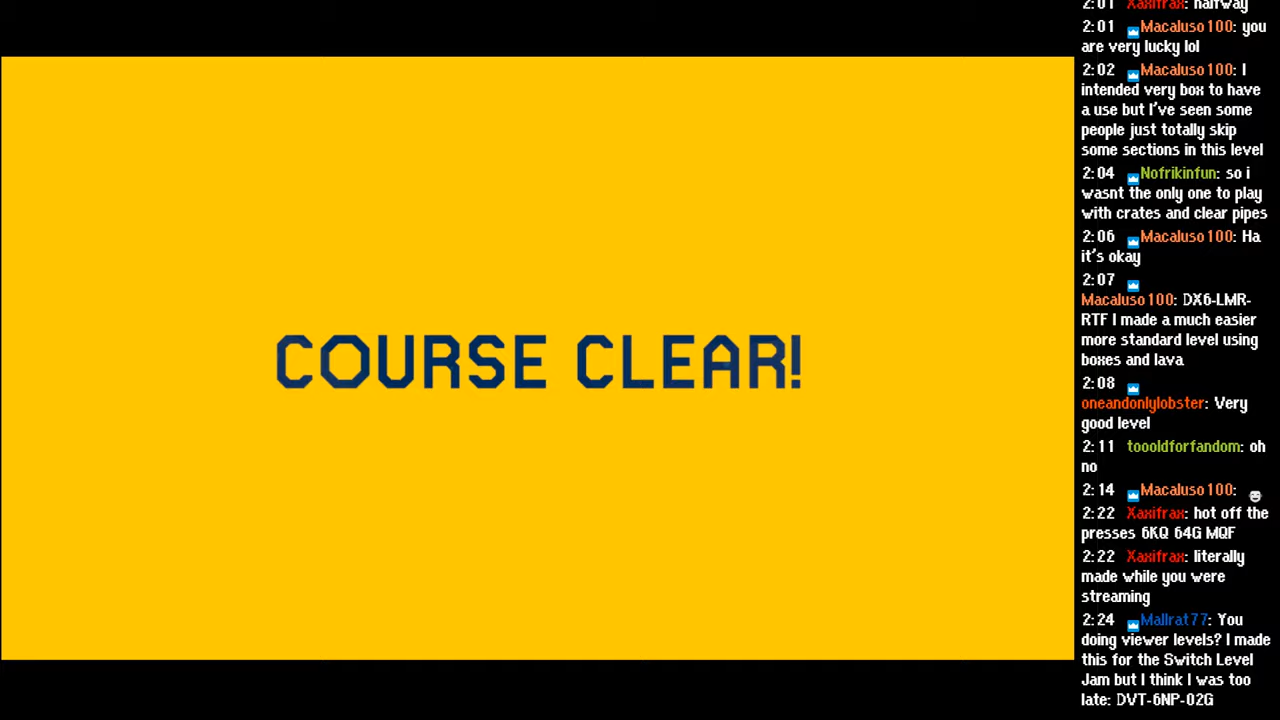 2:01 Xaxifrax: halfway
2:01 Macaluso100: you
are very lucky lol
2:02 Macaluso100: I
intended very box to have
a use but I've seen some
people just totally skip
some sections in this level
2:04 Nofrikinfun: so i
wasnt the only one to play
with crates and clear pipes
2:06 Macaluso100: Ha
it's okay
2:07
Macaluso100: DX6-LMR-
RTF I made a much easier
more standard level using
boxes and lava
2:08
oneandonlylobster: Very
good level
2:11 toooldforfandom: oh
no
2:14 Macaluso100:
2:22 Xaxifrax: hot off the
presses 6KQ 64G MQF
2:22 Xaxifrax: literally
made while you were
streaming
2:24 Mallrat77: You
doing viewer levels? I made
this for the Switch Level
Jam but I think I was too
late: DVT-6NP-02G
COURSE CLEAR!